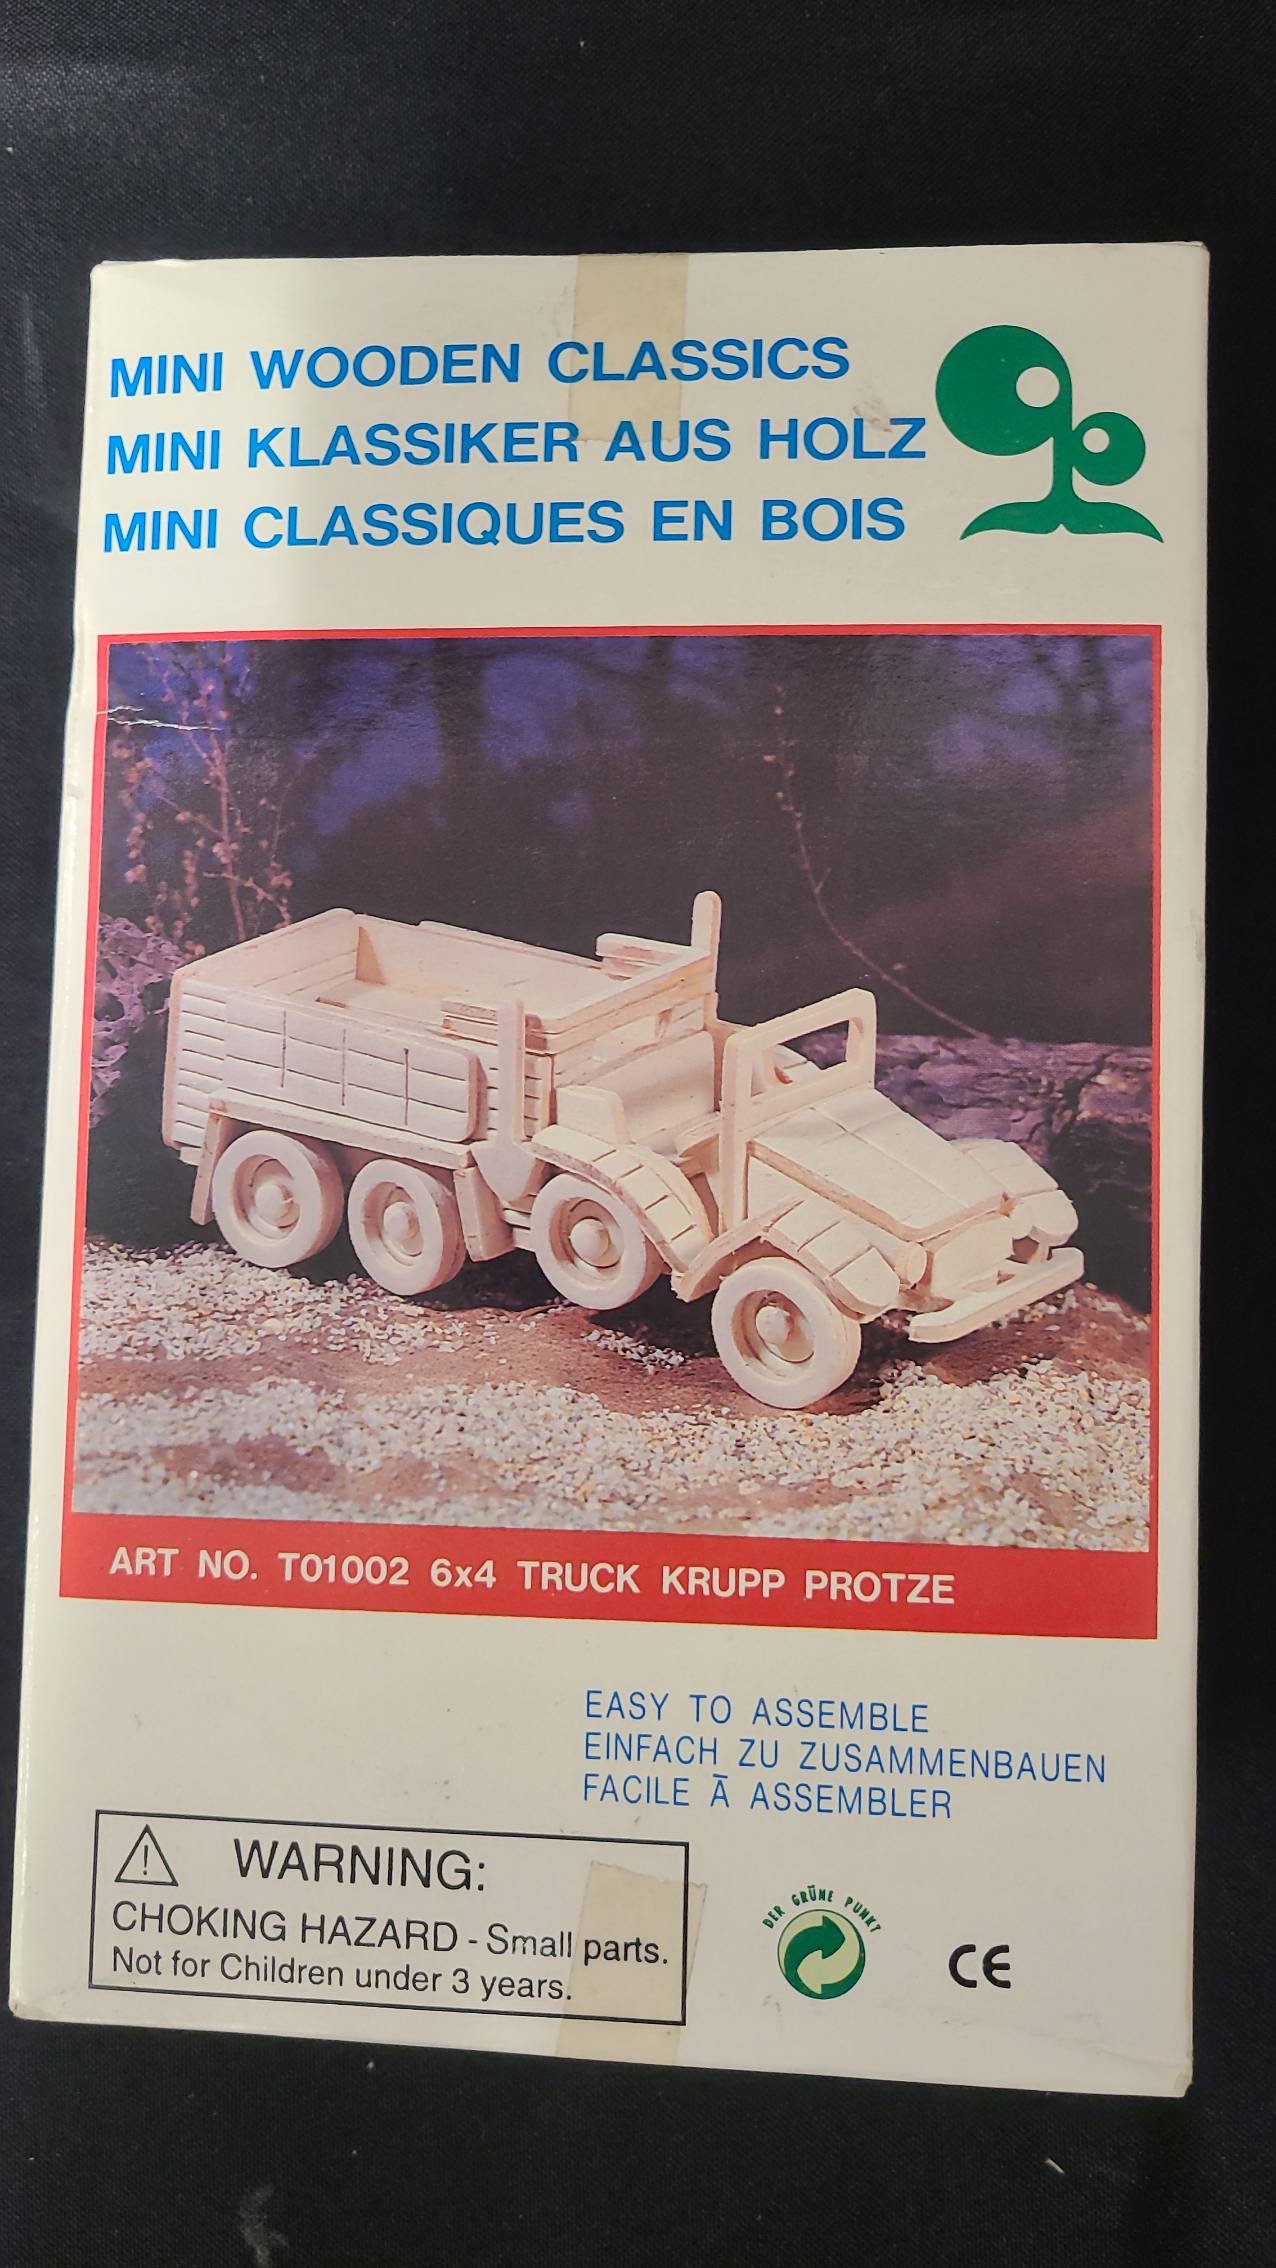 MINI WOODEN CLASSICS
MINI KLASSIKER AUS HOLZ
MINI CLASSIQUES EN BOIS
ART NO. T01002 6x4 TRUCK KRUPP PROTZE
EASY TO ASSEMBLE
EINFACH ZU ZUSAMMENBAUEN
FACILE Ā ASSEMBLER
WARNING:
CHOKING HAZARD - Small parts.
Not for Children under 3 years.
DER GRÜNE PUNKT
CE